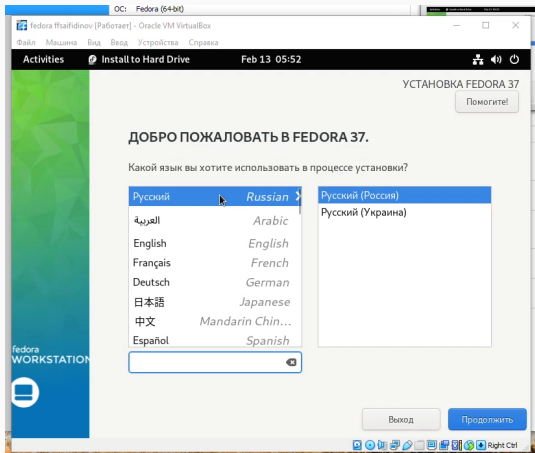 ОС: Fedora (64-bit)
fedora ffsaifidinov [Работает] - Oracle VM VirtualBox
Файл Машина Вид Ввод Устройства Справка
Activities Install to Hard Drive Feb 13 05:52
УСТАНОВКА FEDORA 37
Помогите!
ДОБРО ПОЖАЛОВАТЬ В FEDORA 37.
Какой язык вы хотите использовать в процессе установки?
Русский Russian Русский (Россия)
العربية Arabic Русский (Украина)
English English
Français French
Deutsch German
日本語 Japanese
中文 Mandarin Chin...
Español Spanish
fedora
WORKSTATION
Выход Продолжить
Right Ctrl